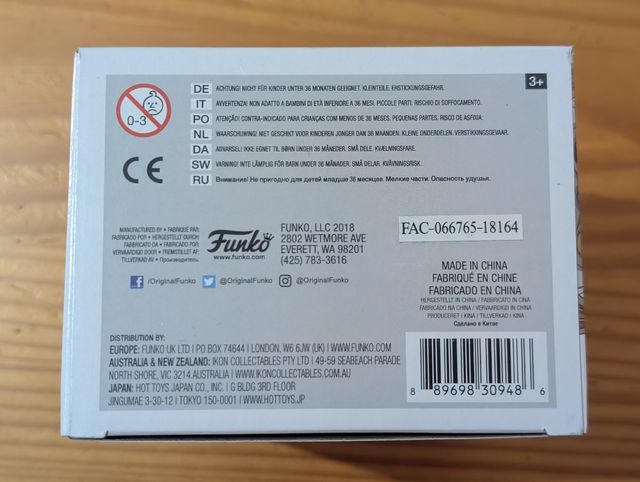 3+
0-3
DE ACHTUNG! NICHT FÜR KINDER UNTER 36 MONATEN GEEIGNET. KLEINTEILE. ERSTICKUNGSGEFAHR.
IT AVVERTENZA! NON ADATTO A BAMBINI DI ETÀ INFERIORE A 36 MESI. PICCOLE PARTI. RISCHIO DI SOFFOCAMENTO.
PO ATENÇÃO! CONTRA-INDICADO PARA CRIANÇAS COM MENOS DE 36 MESES. PEQUENAS PARTES. RISCO DE ASFIXIA.
NL WAARSCHUWING! NIET GESCHIKT VOOR KINDEREN JONGER DAN 36 MAANDEN. KLEINE ONDERDELEN. VERSTIKKINGSGEVAAR.
DA ADVARSEL! IKKE EGNET TIL BØRN UNDER 36 MÅNEDER. SMÅ DELE. KVÆLNINGSFARE.
SW VARNING! INTE LÄMPLIG FÖR BARN UNDER 36 MÅNADER. SMÅ DELAR. KVÄVNINGSRISK.
RU Внимание! Не пригодно для детей младше 36 месяцев. Мелкие части. Опасность удушья.
CE
MANUFACTURED BY • FABRIQUÉ PAR:
FABRICADO POR • HERGESTELLT DURCH:
FABRICATO DA • FABRICADO POR:
VERVAARDIGD DOOR • FREMSTILLET AF:
TILLVERKAD AV • Производитель:
Funko
www.funko.com
FUNKO, LLC 2018
2802 WETMORE AVE
EVERETT, WA 98201
(425) 783-3616
FAC-066765-18164
/OriginalFunko @OriginalFunko @OriginalFunko
MADE IN CHINA
FABRIQUÉ EN CHINE
FABRICADO EN CHINA
HERGESTELLT IN CHINA / FABBRICATO IN CINA
FABRICADO NA CHINA / VERVAARDIGD IN CHINA
PRODUCERET I KINA / TILLVERKAD I KINA
Сделано в Китае
DISTRIBUTION BY:
EUROPE: FUNKO UK LTD | PO BOX 74644 | LONDON, W6 6JW (UK) | WWW.FUNKO.COM
AUSTRALIA & NEW ZEALAND: IKON COLLECTABLES PTY LTD | 49-59 SEABEACH PARADE
NORTH SHORE, VIC 3214 AUSTRALIA | WWW.IKONCOLLECTABLES.COM.AU
JAPAN: HOT TOYS JAPAN CO., INC. | G BLDG 3RD FLOOR
JINGUMAE 3-30-12 | TOKYO 150-0001 | WWW.HOTTOYS.JP
8 89698 30948 6